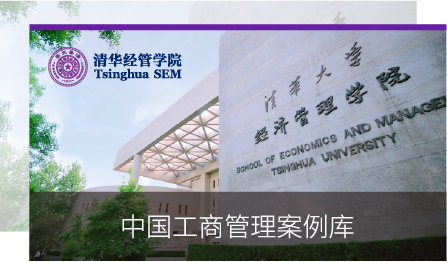 清华经管学院
Tsinghua SEM
清华大学
经济管理学院
SCHOOL OF ECONOMICS AND MANAGEMENT
TSINGHUA UNIVERSITY
中国工商管理案例库